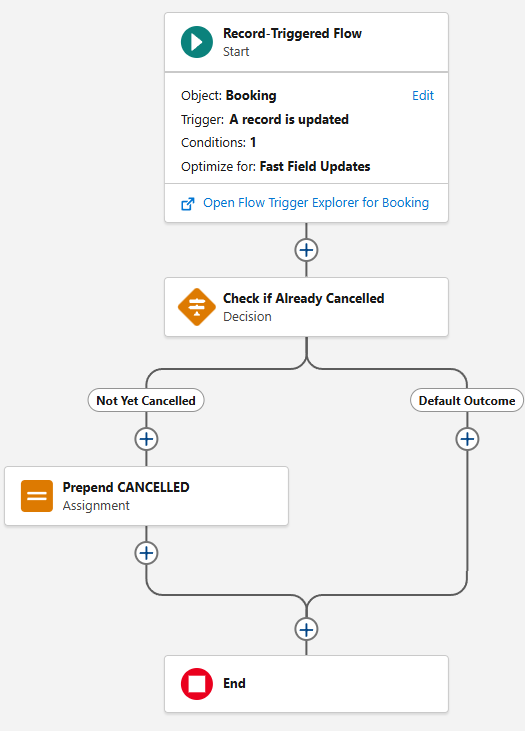 Record-Triggered Flow
Start
Object: Booking
Edit
Trigger: A record is updated
Conditions: 1
Optimize for: Fast Field Updates
Open Flow Trigger Explorer for Booking
Check if Already Cancelled
Decision
Not Yet Cancelled
Default Outcome
Prepend CANCELLED
Assignment
End